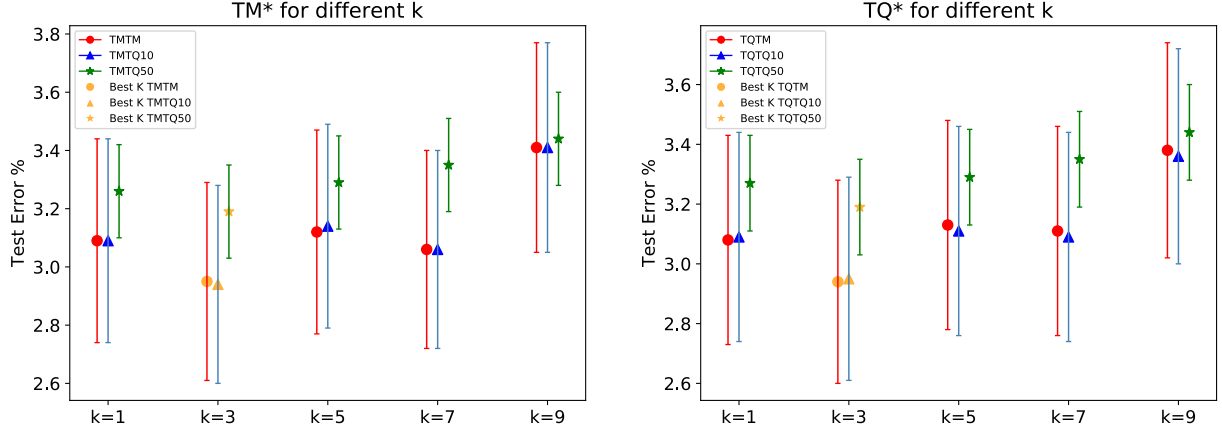 TM* for different k
Test Error %
3.8
3.6
3.4
3.2
3.0
2.8
2.6
TMTM
TMTQ10
TMTQ50
Best K TMTM
Best K TMTQ10
Best K TMTQ50
k=1
k=3
k=5
k=7
k=9
TQ* for different k
Test Error %
3.6
3.4
3.2
3.0
2.8
2.6
TQTM
TQTQ10
TQTQ50
Best K TQTM
Best K TQTQ10
Best K TQTQ50
k=1
k=3
k=5
k=7
k=9